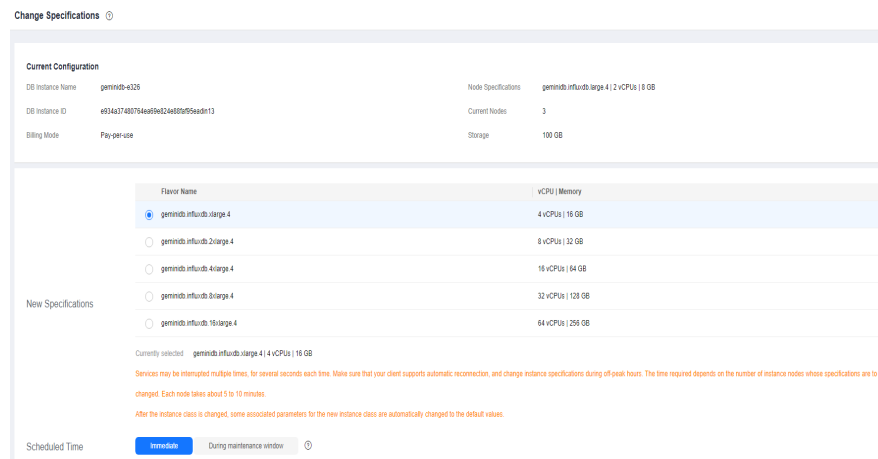 Change Specifications
Current Configuration
DB Instance Name geminidb-e326 Node Specifications geminidb.influxdb.large.4 | 2 vCPUs | 8 GB
DB Instance ID e934a37480764ea69e824e88faf95eadin13 Current Nodes 3
Billing Mode Pay-per-use Storage 100 GB
Flavor Name vCPU | Memory
geminidb.influxdb.xlarge.4 4 vCPUs | 16 GB
geminidb.influxdb.2xlarge.4 8 vCPUs | 32 GB
geminidb.influxdb.4xlarge.4 16 vCPUs | 64 GB
geminidb.influxdb.8xlarge.4 32 vCPUs | 128 GB
New Specifications
geminidb.influxdb.16xlarge.4 64 vCPUs | 256 GB
Currently selected geminidb.influxdb.xlarge.4 | 4 vCPUs | 16 GB
Services may be interrupted multiple times, for several seconds each time. Make sure that your client supports automatic reconnection, and change instance specifications during off-peak hours. The time required depends on the number of instance nodes whose specifications are to
changed. Each node takes about 5 to 10 minutes.
After the instance class is changed, some associated parameters for the new instance class are automatically changed to the default values.
Scheduled Time Immediate During maintenance window